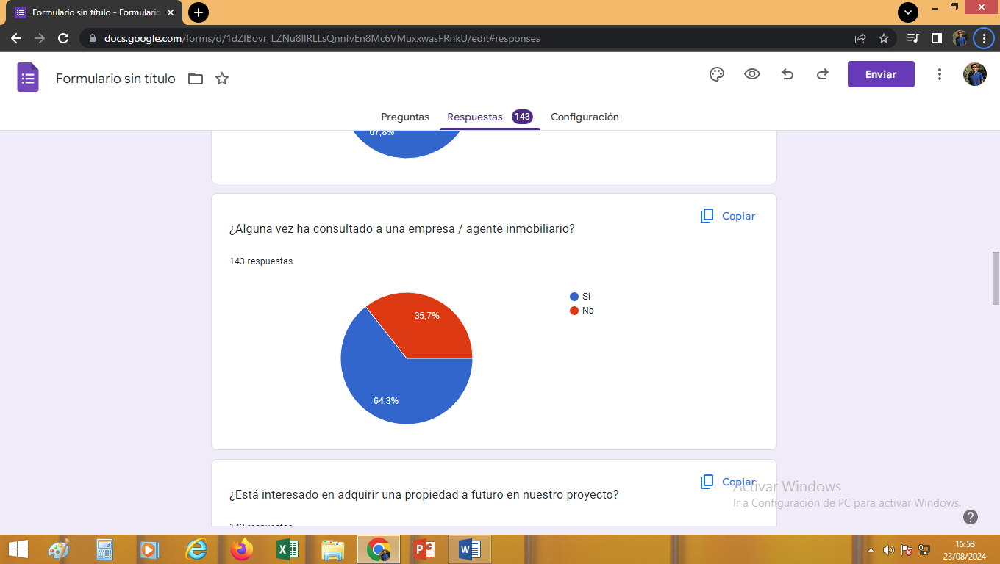 Formulario sin título - Formulario
docs.google.com/forms/d/1dZIBovr_LZNu8IlRLLsQnnfvEn8Mc6VMuxxwasFRnkU/edit#responses
Formulario sin título
Enviar
Preguntas
Respuestas 143
Configuración
67,8%
Copiar
¿Alguna vez ha consultado a una empresa / agente inmobiliario?
143 respuestas
Si
No
35,7%
64,3%
Copiar
¿Está interesado en adquirir una propiedad a futuro en nuestro proyecto?
143 respuestas
Activar Windows
Ir a Configuración de PC para activar Windows.
15:53
23/08/2024